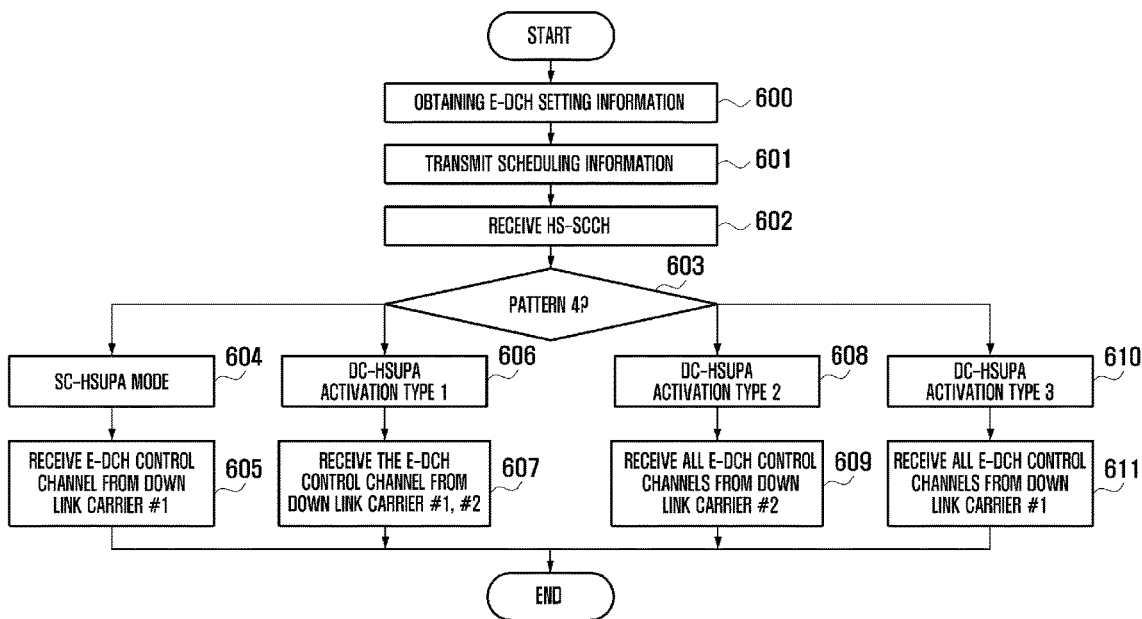 START
OBTAINING E-DCH SETTING INFORMATION
600
TRANSMIT SCHEDULING INFORMATION
601
RECEIVE HS-SCCH
602
603
PATTERN 4?
SC-HSUPA MODE
604
DC-HSUPA
ACTIVATION TYPE 1
606
DC-HSUPA
ACTIVATION TYPE 2
608
DC-HSUPA
ACTIVATION TYPE 3
610
RECEIVE E-DCH CONTROL
CHANNEL FROM DOWN
LINK CARRIER #1
605
RECEIVE THE E-DCH
CONTROL CHANNEL FROM
DOWN LINK CARRIER #1, #2
607
RECEIVE ALL E-DCH CONTROL
CHANNELS FROM DOWN
LINK CARRIER #2
609
RECEIVE ALL E-DCH CONTROL
CHANNELS FROM DOWN
LINK CARRIER #1
611
END